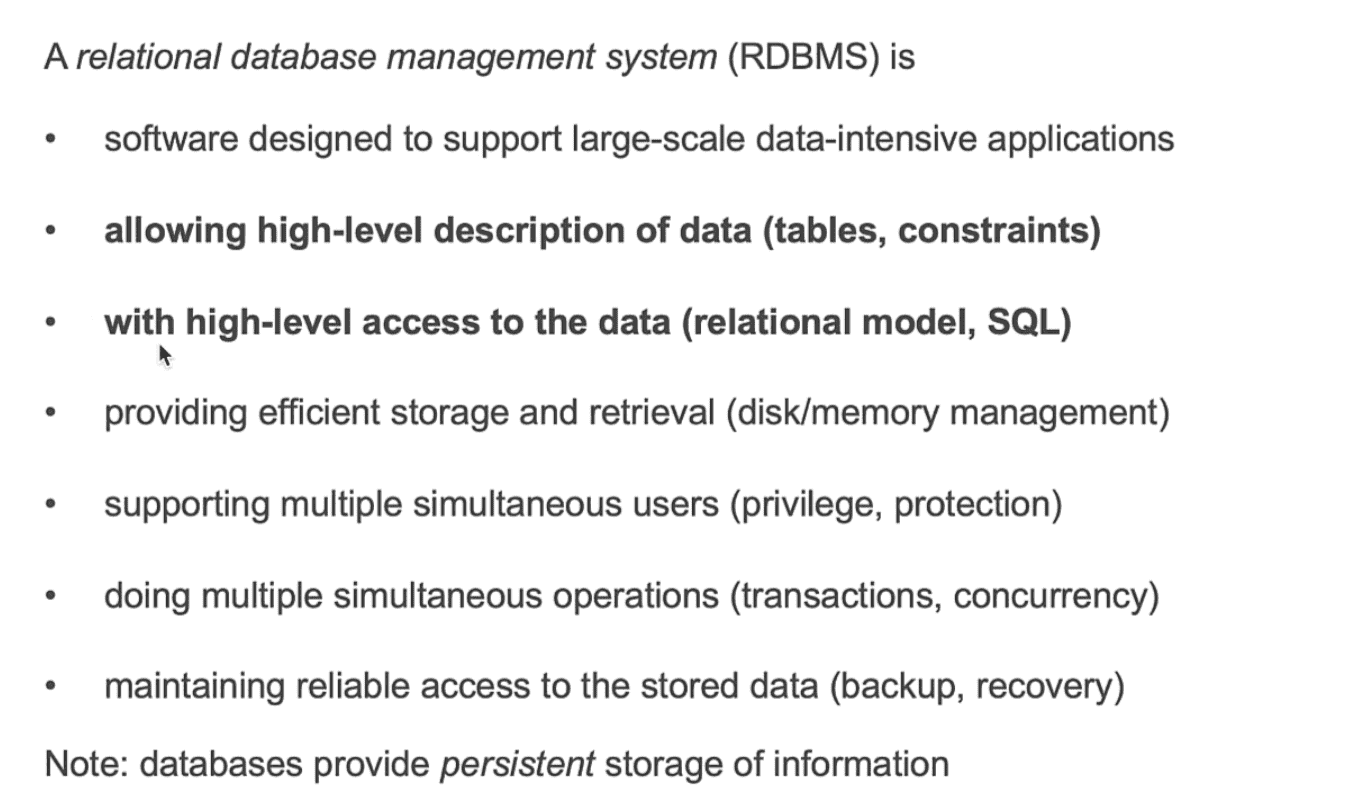 A relational database management system (RDBMS) is
• software designed to support large-scale data-intensive applications
• allowing high-level description of data (tables, constraints)
• with high-level access to the data (relational model, SQL)
• providing efficient storage and retrieval (disk/memory management)
• supporting multiple simultaneous users (privilege, protection)
• doing multiple simultaneous operations (transactions, concurrency)
• maintaining reliable access to the stored data (backup, recovery)
Note: databases provide persistent storage of information